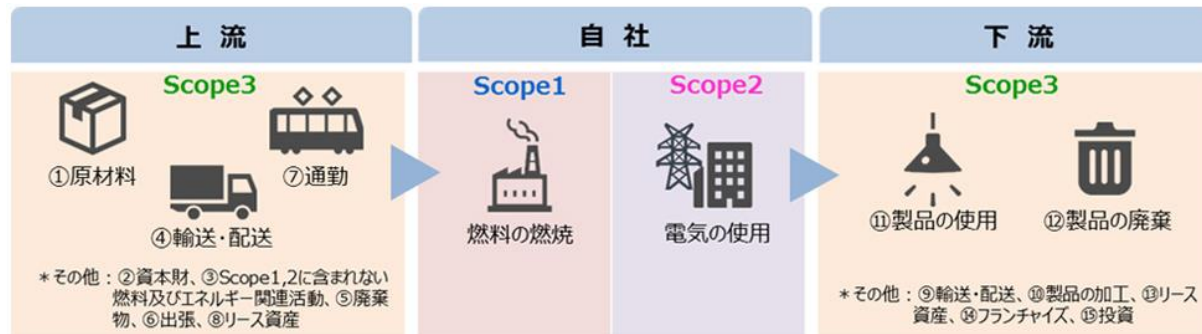 上 流
自 社
下 流
Scope3
Scope1
Scope2
Scope3
①原材料
⑦通勤
④輸送・配送
燃料の燃焼
電気の使用
⑪製品の使用
⑫製品の廃棄
*その他：②資本財、③Scope1,2に含まれない
燃料及びエネルギー関連活動、⑤廃棄
物、⑥出張、⑧リース資産
*その他：⑨輸送・配送、⑩製品の加工、⑬リース
資産、⑭フランチャイズ、⑮投資